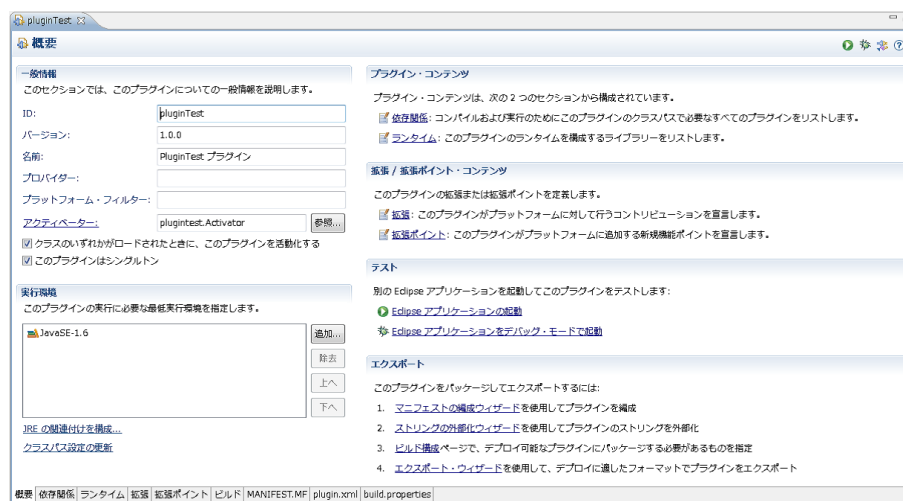 pluginTest
概要
一般情報
このセクションでは、このプラグインについての一般情報を説明します。
ID: pluginTest
バージョン: 1.0.0
名前: PluginTest プラグイン
プロバイダー:
プラットフォーム・フィルター:
アクティベーター: plugintest.Activator 参照...
クラスのいずれかがロードされたときに、このプラグインを活動化する
このプラグインはシングルトン
実行環境
このプラグインの実行に必要な最低実行環境を指定します。
JavaSE-1.6
追加...
除去
上へ
下へ
JRE の関連付けを構成...
クラスパス設定の更新
プラグイン・コンテンツ
プラグイン・コンテンツは、次の 2 つのセクションから構成されています。
依存関係: コンパイルおよび実行のためにこのプラグインのクラスパスで必要なすべてのプラグインをリストします。
ランタイム: このプラグインのランタイムを構成するライブラリーをリストします。
拡張 / 拡張ポイント・コンテンツ
このプラグインの拡張または拡張ポイントを定義します。
拡張: このプラグインがプラットフォームに対して行うコントリビューションを宣言します。
拡張ポイント: このプラグインがプラットフォームに追加する新規機能ポイントを宣言します。
テスト
別の Eclipse アプリケーションを起動してこのプラグインをテストします:
Eclipse アプリケーションの起動
Eclipse アプリケーションをデバッグ・モードで起動
エクスポート
このプラグインをパッケージしてエクスポートするには:
1. マニフェストの編成ウィザードを使用してプラグインを編成
2. ストリングの外部化ウィザードを使用してプラグインのストリングを外部化
3. ビルド構成ページで、デプロイ可能なプラグインにパッケージする必要があるものを指定
4. エクスポート・ウィザードを使用して、デプロイに適したフォーマットでプラグインをエクスポート
概要 依存関係 ランタイム 拡張 拡張ポイント ビルド MANIFEST.MF plugin.xml build.properties